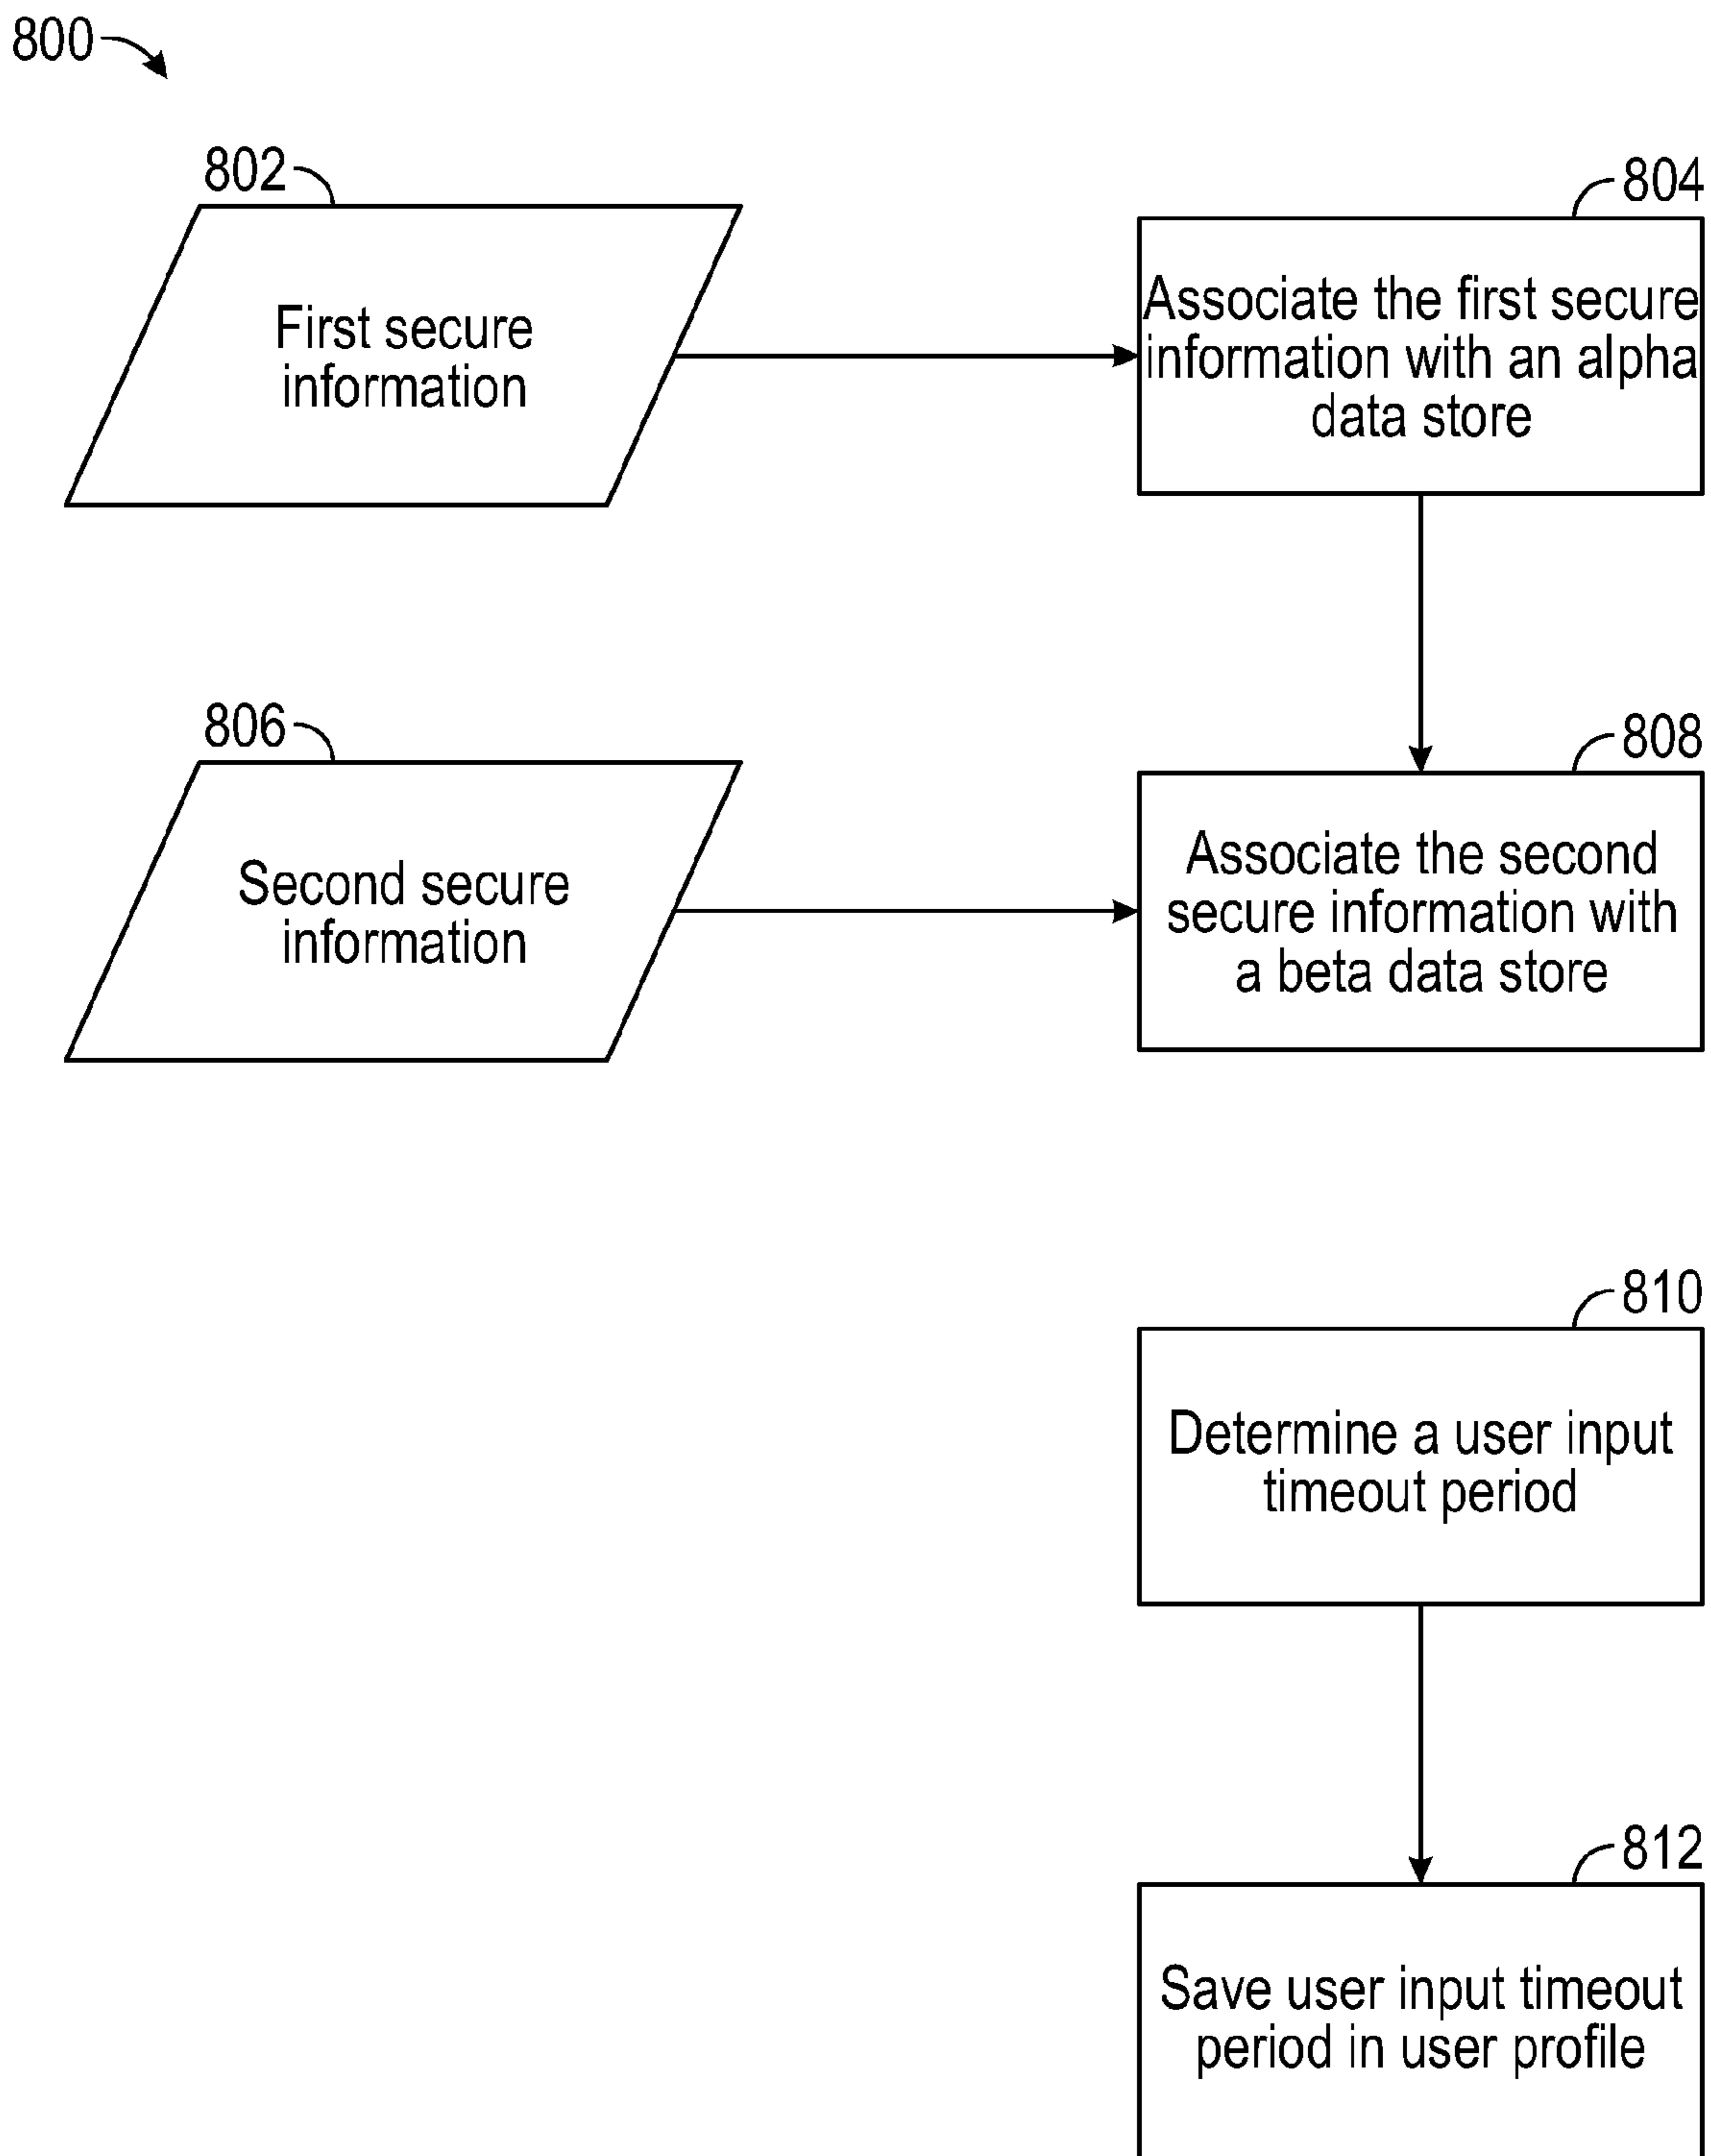 800
802
First secure
information
804
Associate the first secure
information with an alpha
data store
806
Second secure
information
808
Associate the second
secure information with
a beta data store
810
Determine a user input
timeout period
812
Save user input timeout
period in user profile